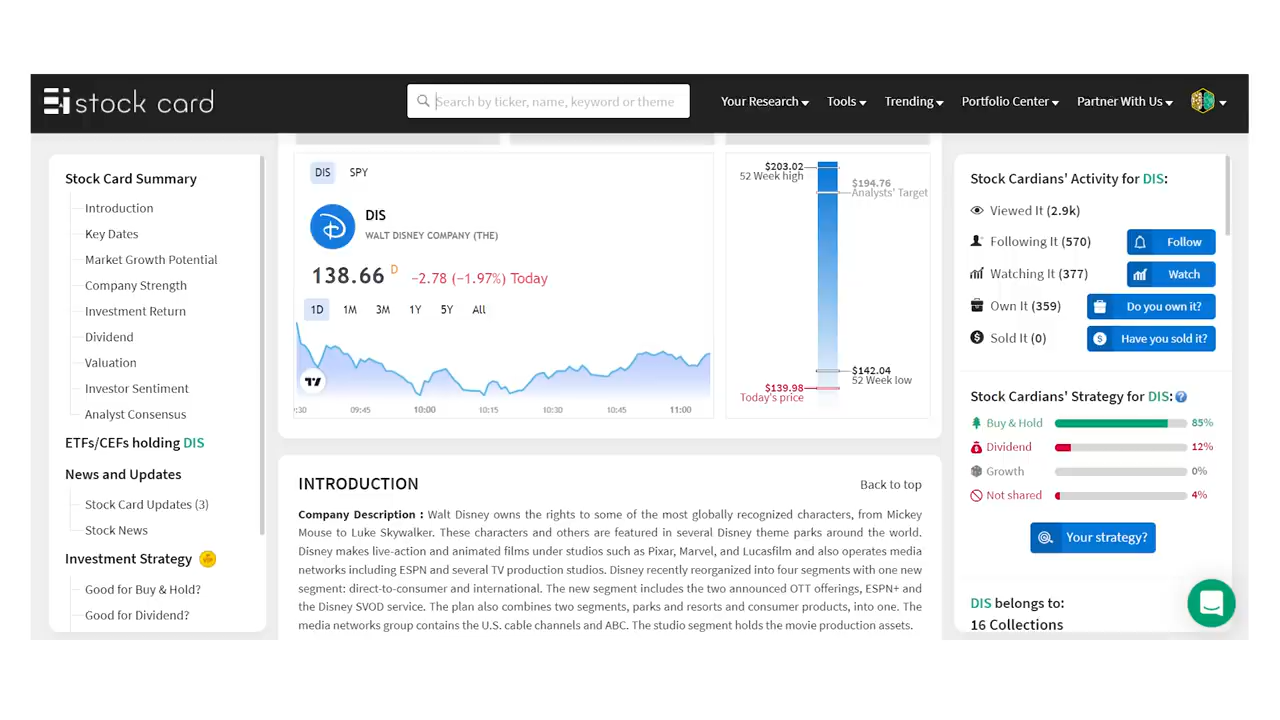 stock card
Search by ticker, name, keyword or theme
Your Research
Tools
Trending
Portfolio Center
Partner With Us
Stock Card Summary
Introduction
Key Dates
Market Growth Potential
Company Strength
Investment Return
Dividend
Valuation
Investor Sentiment
Analyst Consensus
ETFs/CEFs holding DIS
News and Updates
Stock Card Updates (3)
Stock News
Investment Strategy
Good for Buy & Hold?
Good for Dividend?
DIS SPY
DIS
WALT DISNEY COMPANY (THE)
138.66 D −2.78 (−1.97%) Today
1D 1M 3M 1Y 5Y All
:30 09:45 10:00 10:15 10:30 10:45 11:00
$203.02
52 Week high
$194.76
Analysts' Target
$142.04
52 Week low
$139.98
Today's price
INTRODUCTION
Back to top
Company Description : Walt Disney owns the rights to some of the most globally recognized characters, from Mickey
Mouse to Luke Skywalker. These characters and others are featured in several Disney theme parks around the world.
Disney makes live-action and animated films under studios such as Pixar, Marvel, and Lucasfilm and also operates media
networks including ESPN and several TV production studios. Disney recently reorganized into four segments with one new
segment: direct-to-consumer and international. The new segment includes the two announced OTT offerings, ESPN+ and
the Disney SVOD service. The plan also combines two segments, parks and resorts and consumer products, into one. The
media networks group contains the U.S. cable channels and ABC. The studio segment holds the movie production assets.
Stock Cardians' Activity for DIS:
Viewed It (2.9k)
Following It (570) Follow
Watching It (377) Watch
Own It (359) Do you own it?
Sold It (0) Have you sold it?
Stock Cardians' Strategy for DIS:
Buy & Hold 85%
Dividend 12%
Growth 0%
Not shared 4%
Your strategy?
DIS belongs to:
16 Collections